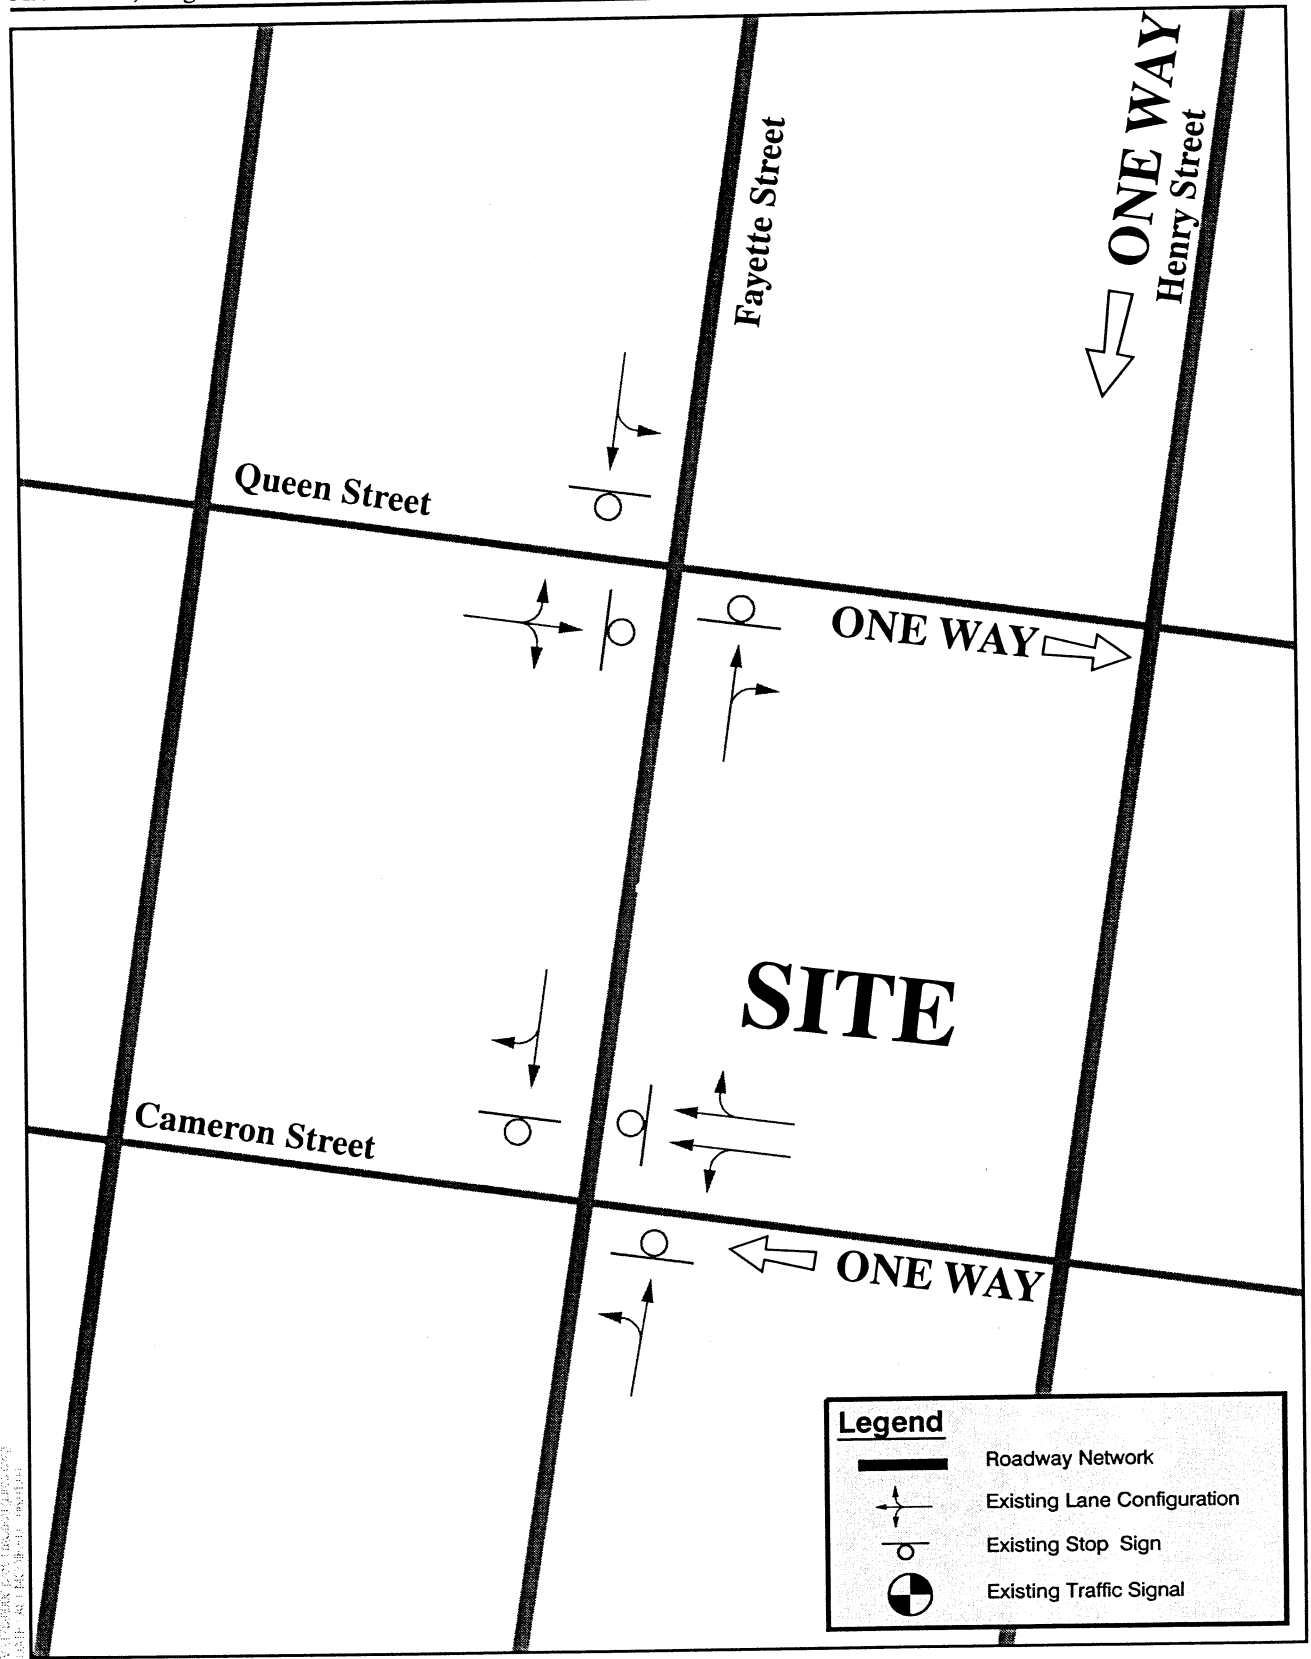 ONE WAY
Henry Street
Fayette Street
Queen Street
ONE WAY
SITE
Cameron Street
ONE WAY
Legend
Roadway Network
Existing Lane Configuration
Existing Stop Sign
Existing Traffic Signal